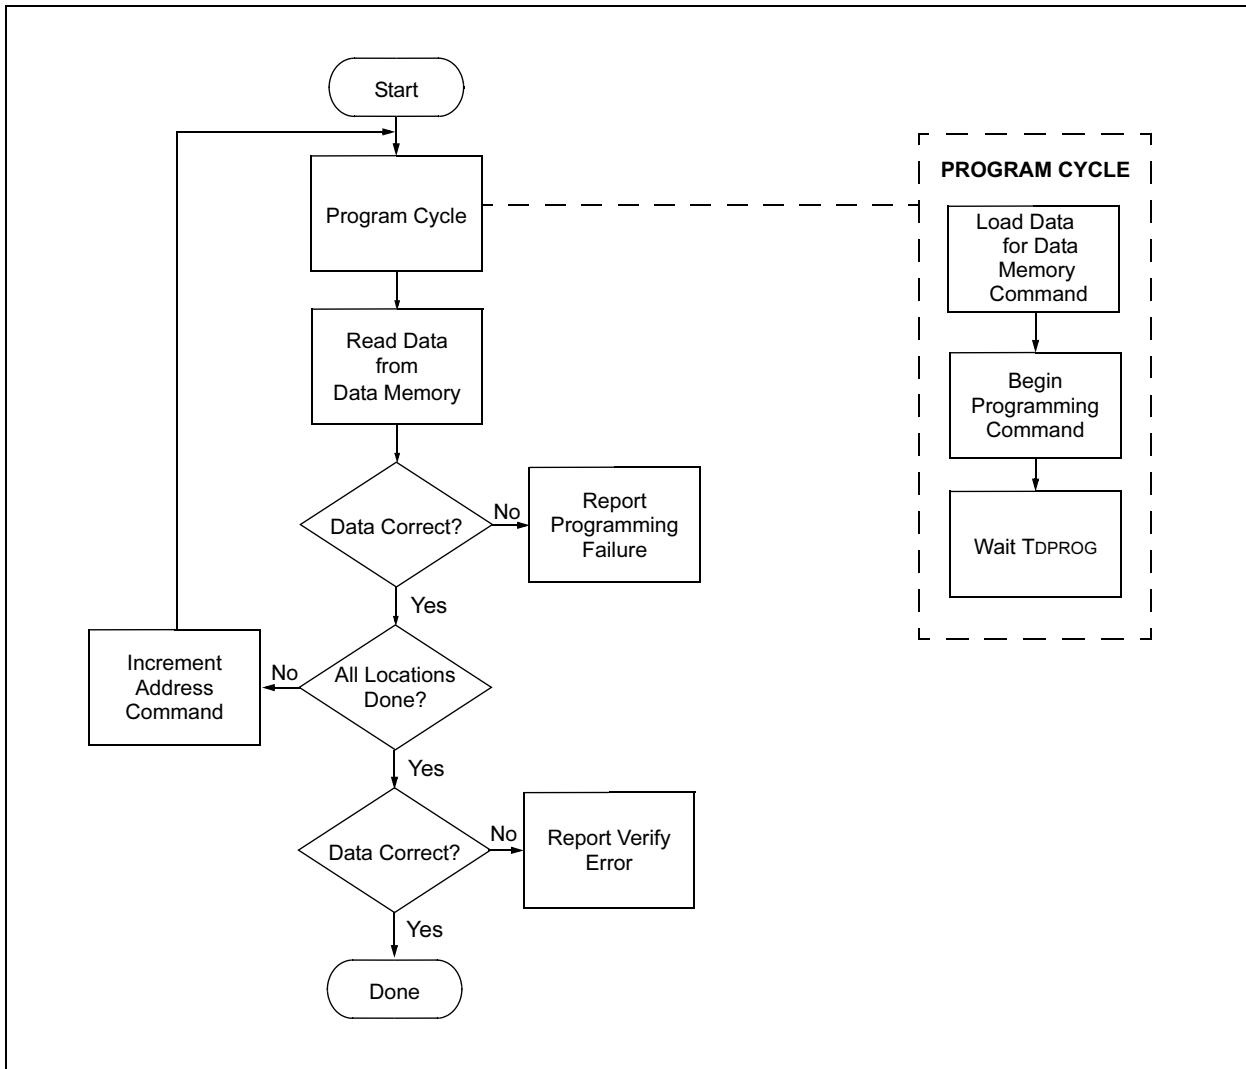 Start
Program Cycle
Read Data
from
Data Memory
Data Correct?
No
Report
Programming
Failure
Yes
All Locations
Done?
No
Increment
Address
Command
Yes
Data Correct?
No
Report Verify
Error
Yes
Done
PROGRAM CYCLE
Load Data
for Data
Memory
Command
Begin
Programming
Command
Wait TDPROG